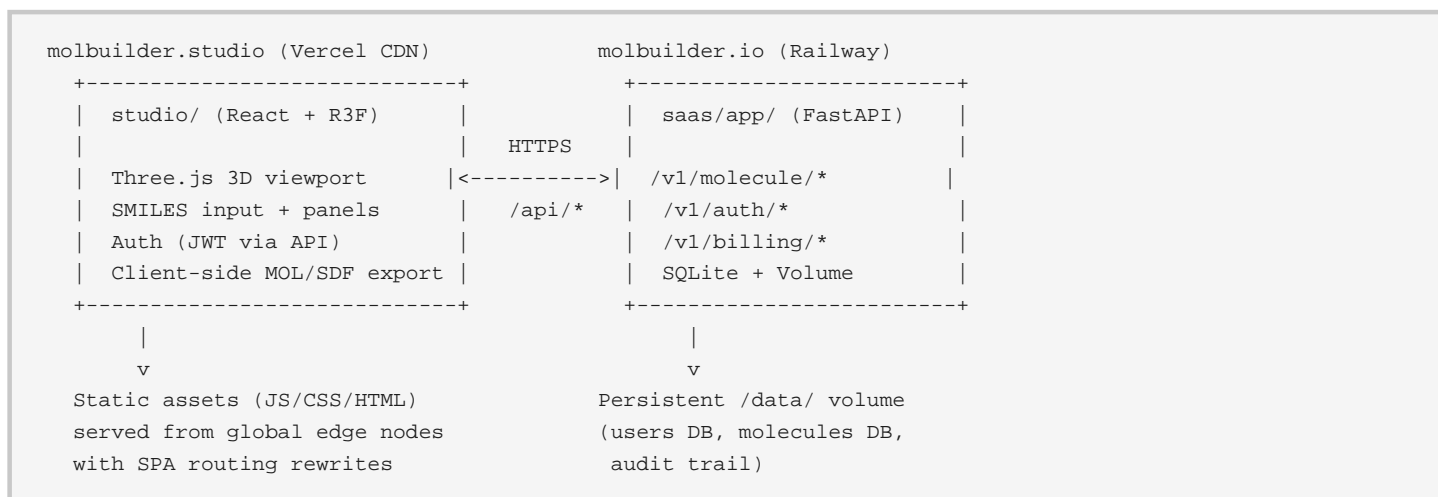 molbuilder.studio (Vercel CDN)                molbuilder.io (Railway)
  +-----------------------------+             +-------------------------+
  |  studio/ (React + R3F)      |             |  saas/app/ (FastAPI)    |
  |                             |   HTTPS     |                         |
  |  Three.js 3D viewport      |<---------->|  /v1/molecule/*         |
  |  SMILES input + panels      |   /api/*    |  /v1/auth/*             |
  |  Auth (JWT via API)         |             |  /v1/billing/*          |
  |  Client-side MOL/SDF export |             |  SQLite + Volume        |
  +-----------------------------+             +-------------------------+
       |                                           |
       v                                           v
  Static assets (JS/CSS/HTML)               Persistent /data/ volume
  served from global edge nodes             (users DB, molecules DB,
  with SPA routing rewrites                  audit trail)